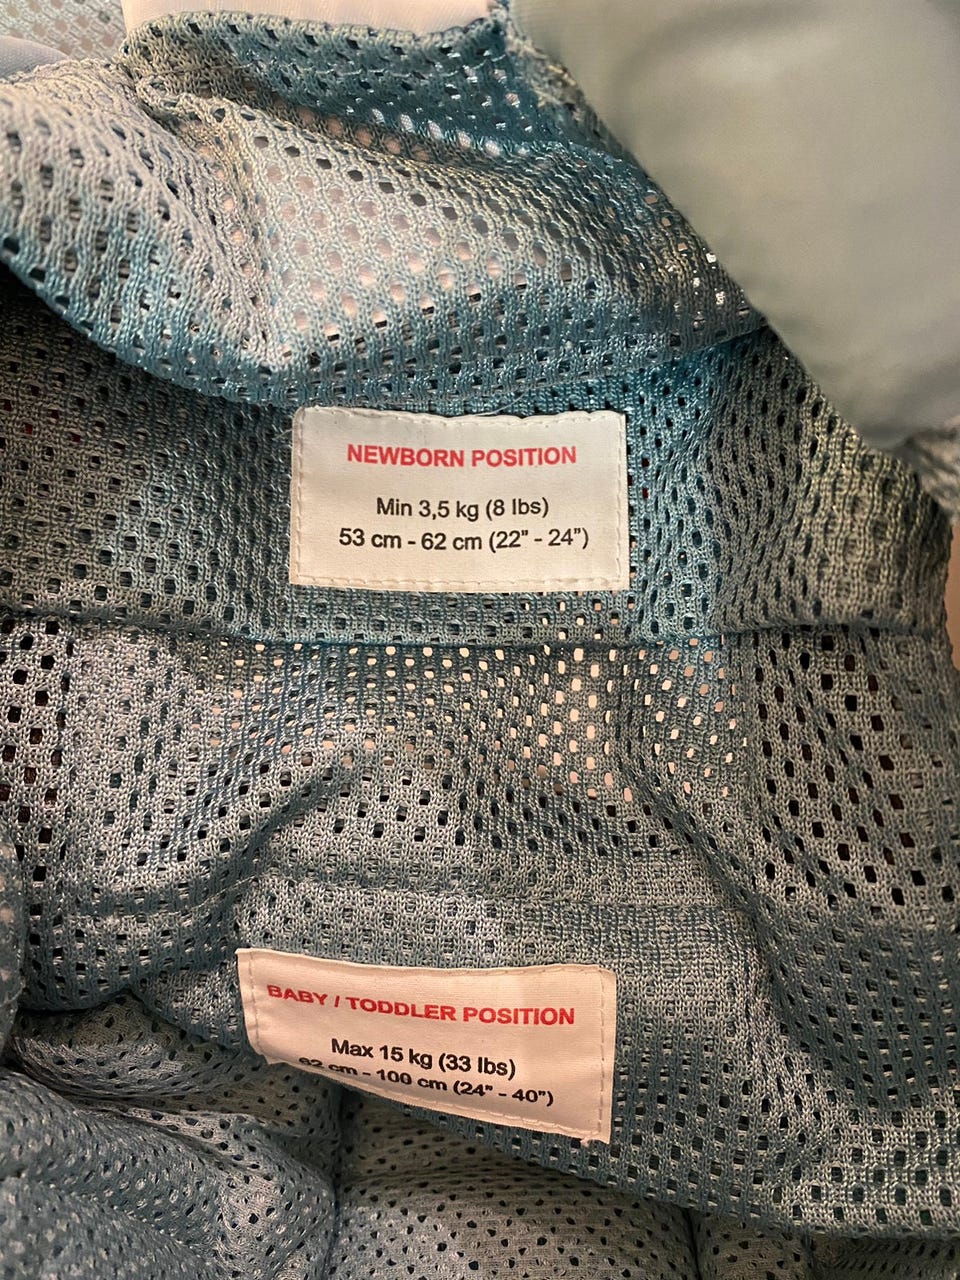 NEWBORN POSITION
Min 3,5 kg (8 lbs)
53 cm - 62 cm (22” - 24”)
BABY / TODDLER POSITION
Max 15 kg (33 lbs)
62 cm - 100 cm (24” - 40”)